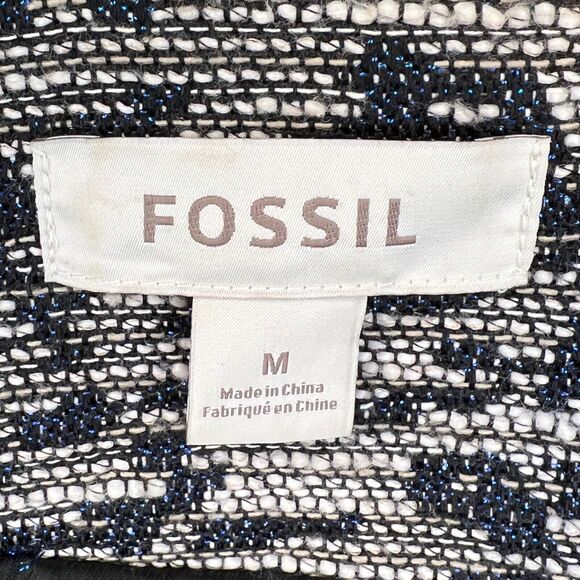 FOSSIL
M
Made in China
Fabriqué en Chine